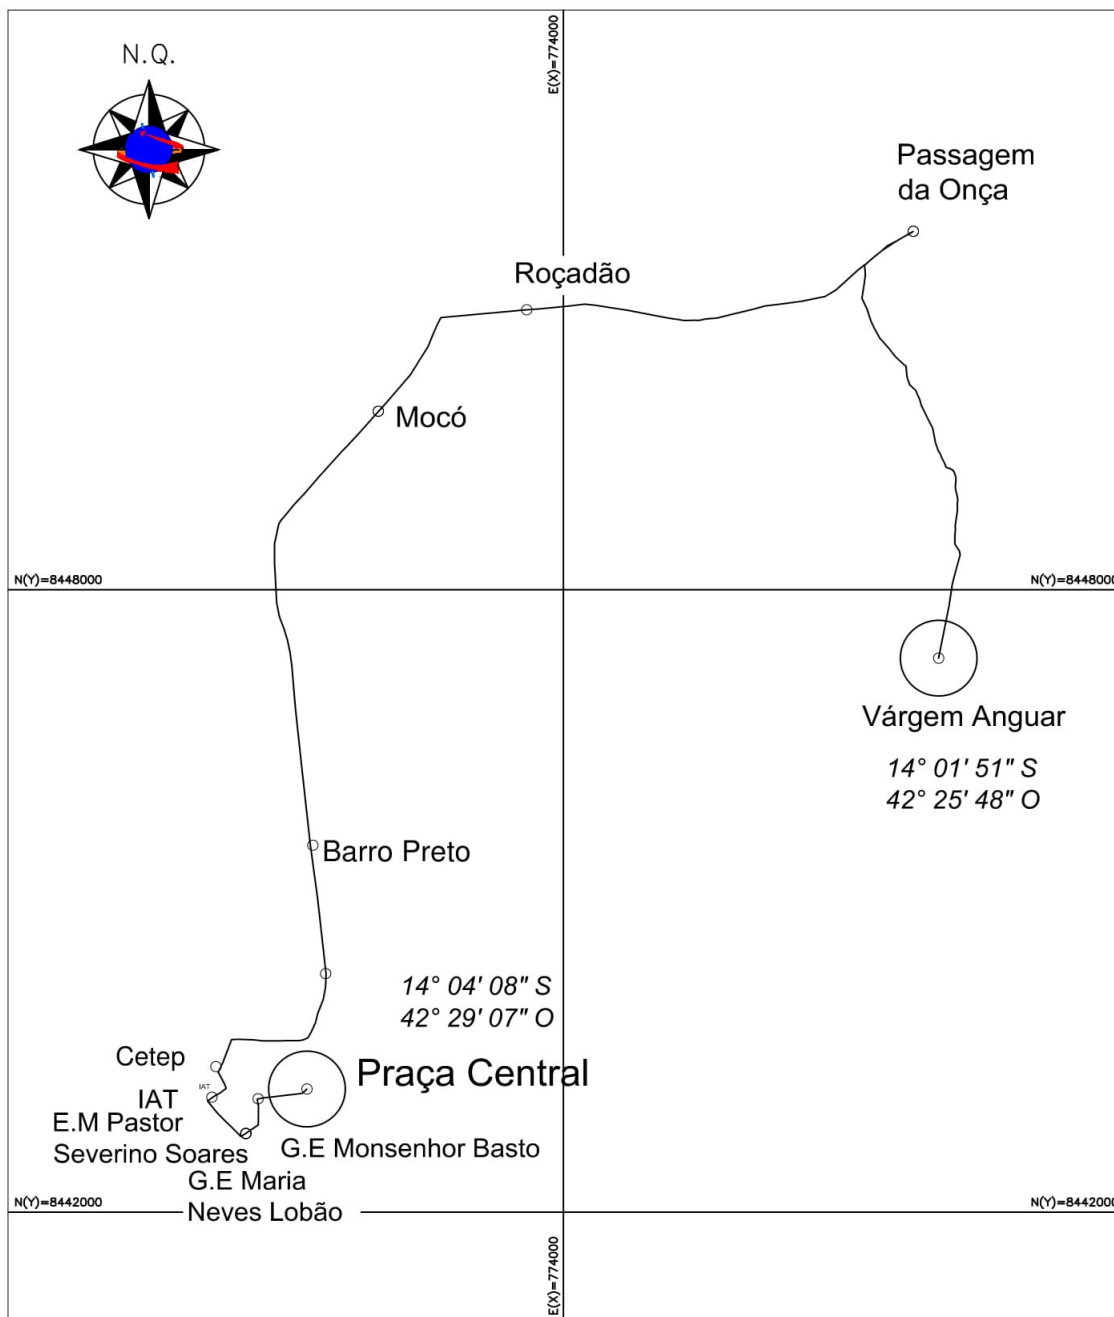 E(X)=774000
N.Q.
Passagem
da Onça
Roçadão
Mocó
N(Y)=8448000
N(Y)=8448000
Várgem Anguar
14° 01' 51" S
42° 25' 48" O
Barro Preto
14° 04' 08" S
42° 29' 07" O
Cetep
Praça Central
IAT
IAT
E.M Pastor
Severino Soares
G.E Monsenhor Basto
G.E Maria
Neves Lobão
N(Y)=8442000
N(Y)=8442000
E(X)=774000